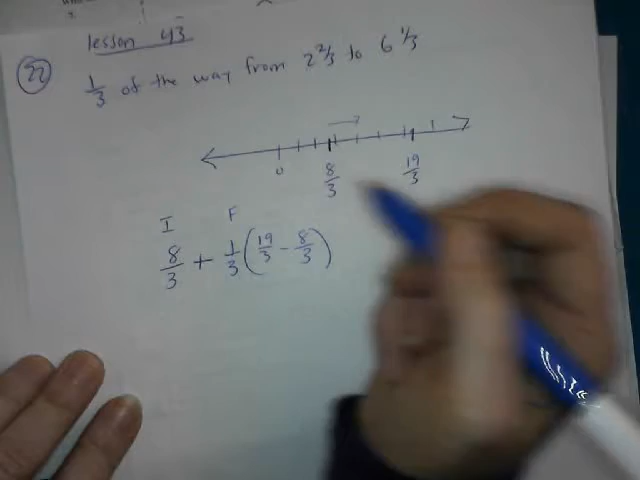 lesson 43
22 1/3 of the way from 2 2/3 to 6 1/3
0 8/3 19/3
I F
8/3 + 1/3 (19/3 - 8/3)